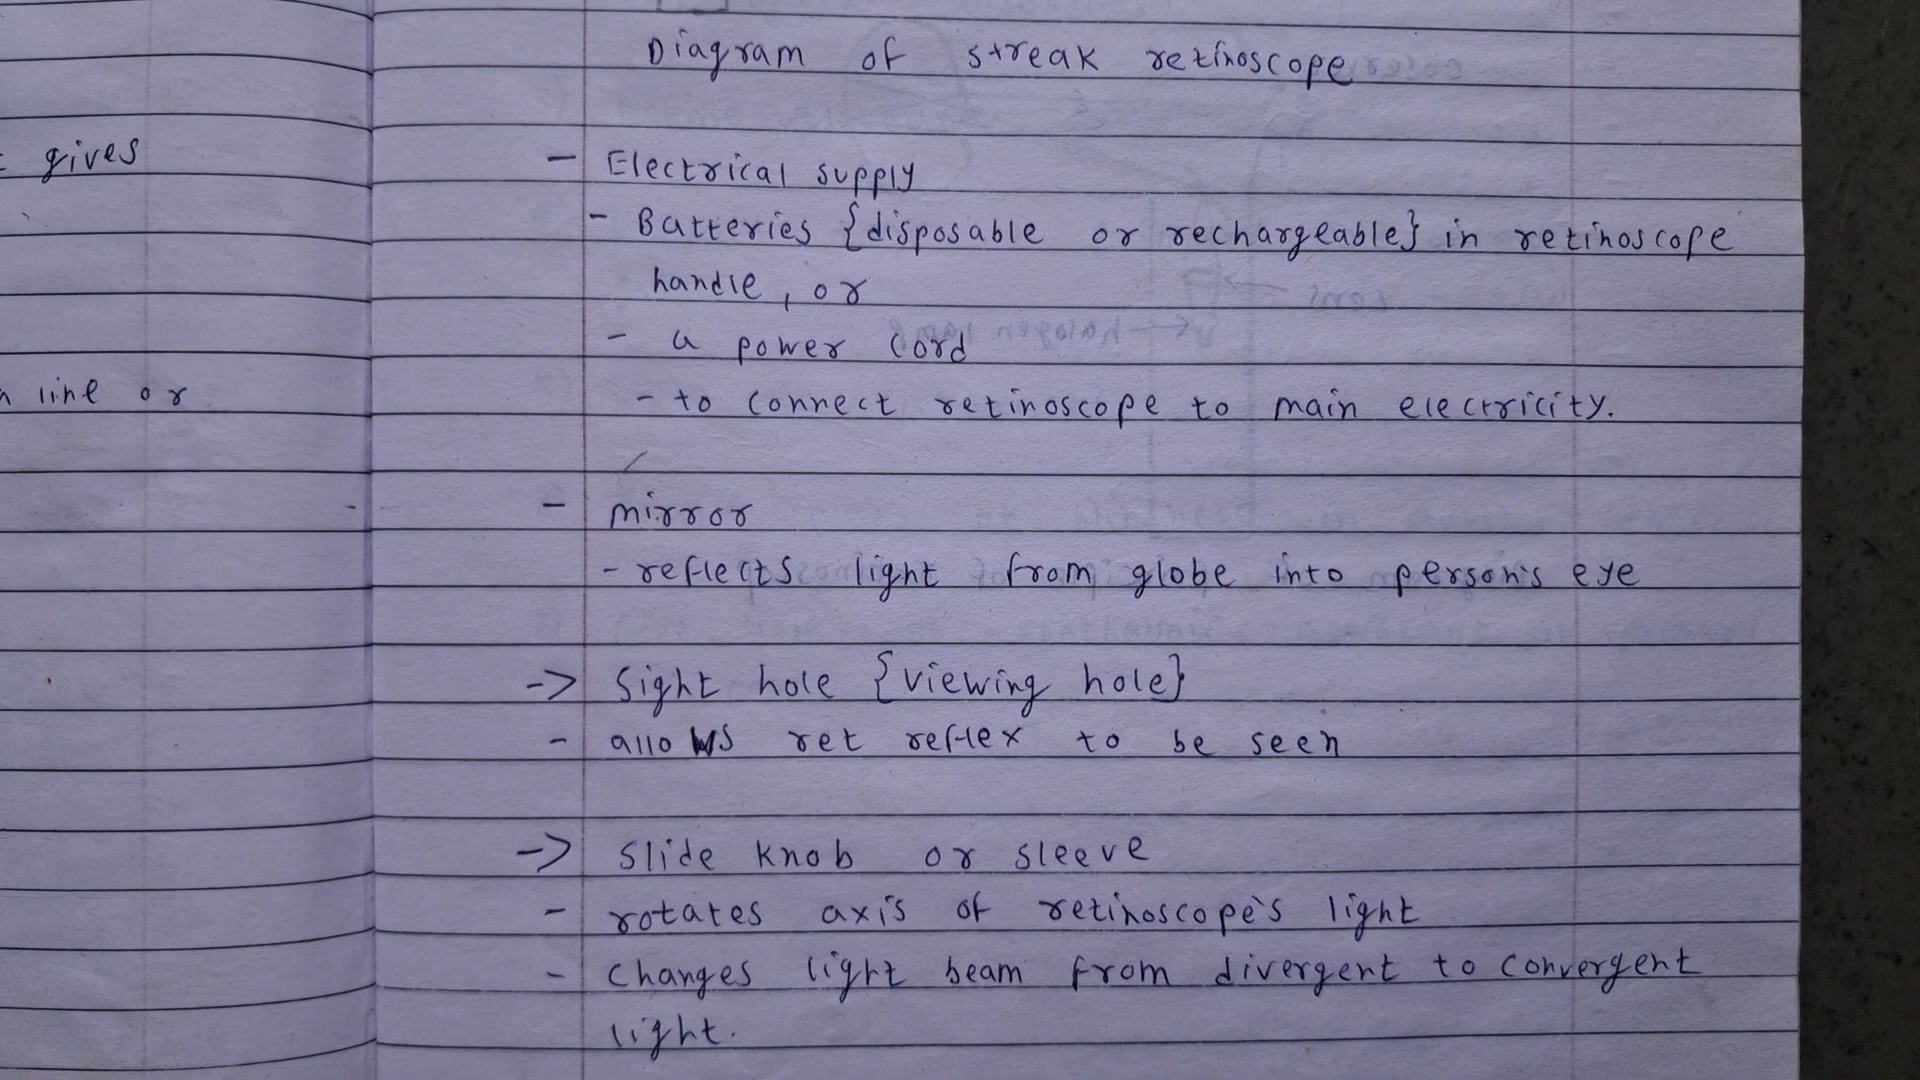 gives
line or
Diagram of streak retinoscope
- Electrical supply
- Batteries {disposable or rechargeable} in retinoscope
handle, or
- a power cord
- to connect retinoscope to main electricity.
- mirror
- reflects light from globe into person's eye
-> Sight hole {viewing hole}
- allows ret reflex to be seen
-> slide knob or sleeve
- rotates axis of retinoscope's light
- changes light beam from divergent to convergent
light.